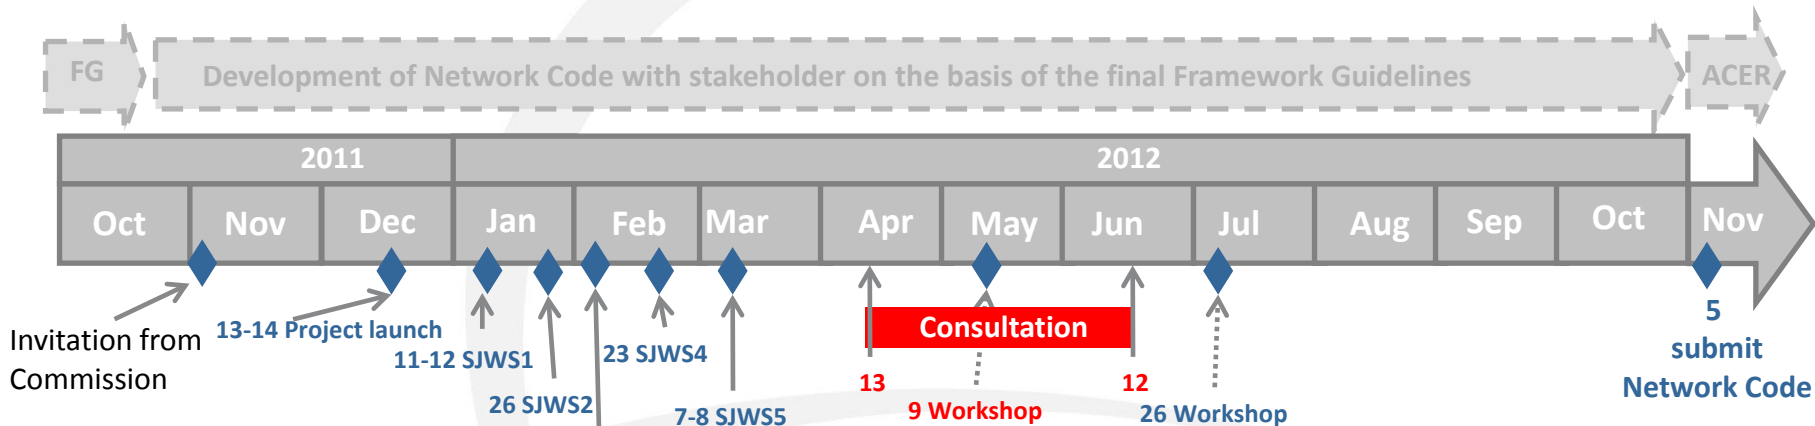 FG
Development of Network Code with stakeholder on the basis of the final Framework Guidelines
ACER
2011
2012
Oct
Nov
Dec
Jan
Feb
Mar
Apr
May
Jun
Jul
Aug
Sep
Oct
Nov
Invitation from
Commission
13-14 Project launch
11-12 SJWS1
26 SJWS2
23 SJWS4
7-8 SJWS5
Consultation
13
12
9 Workshop
26 Workshop
5
submit
Network Code